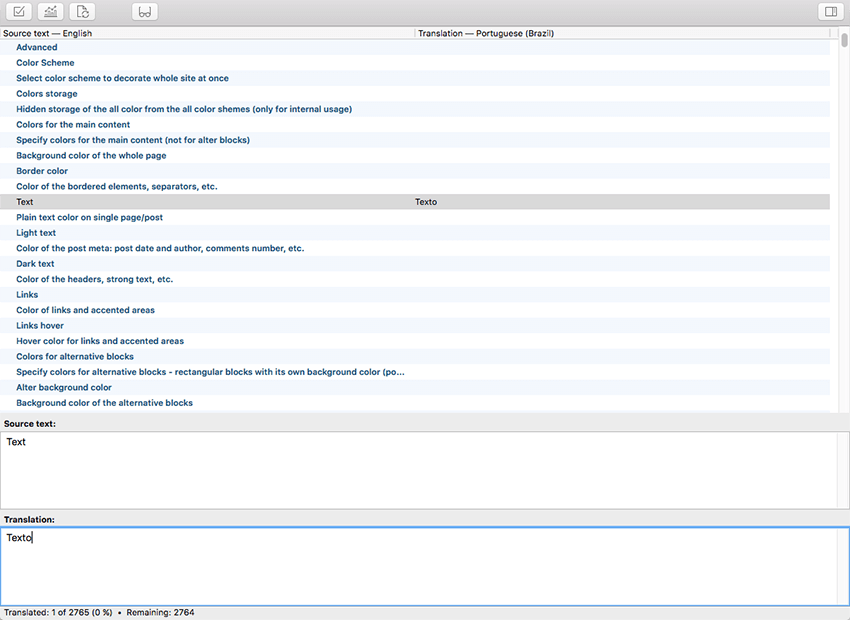 Source text — English Translation — Portuguese (Brazil)
Advanced
Color Scheme
Select color scheme to decorate whole site at once
Colors storage
Hidden storage of the all color from the all color shemes (only for internal usage)
Colors for the main content
Specify colors for the main content (not for alter blocks)
Background color of the whole page
Border color
Color of the bordered elements, separators, etc.
Text Texto
Plain text color on single page/post
Light text
Color of the post meta: post date and author, comments number, etc.
Dark text
Color of the headers, strong text, etc.
Links
Color of links and accented areas
Links hover
Hover color for links and accented areas
Colors for alternative blocks
Specify colors for alternative blocks - rectangular blocks with its own background color (po...
Alter background color
Background color of the alternative blocks
Source text:
Text
Translation:
Texto
Translated: 1 of 2765 (0 %) • Remaining: 2764